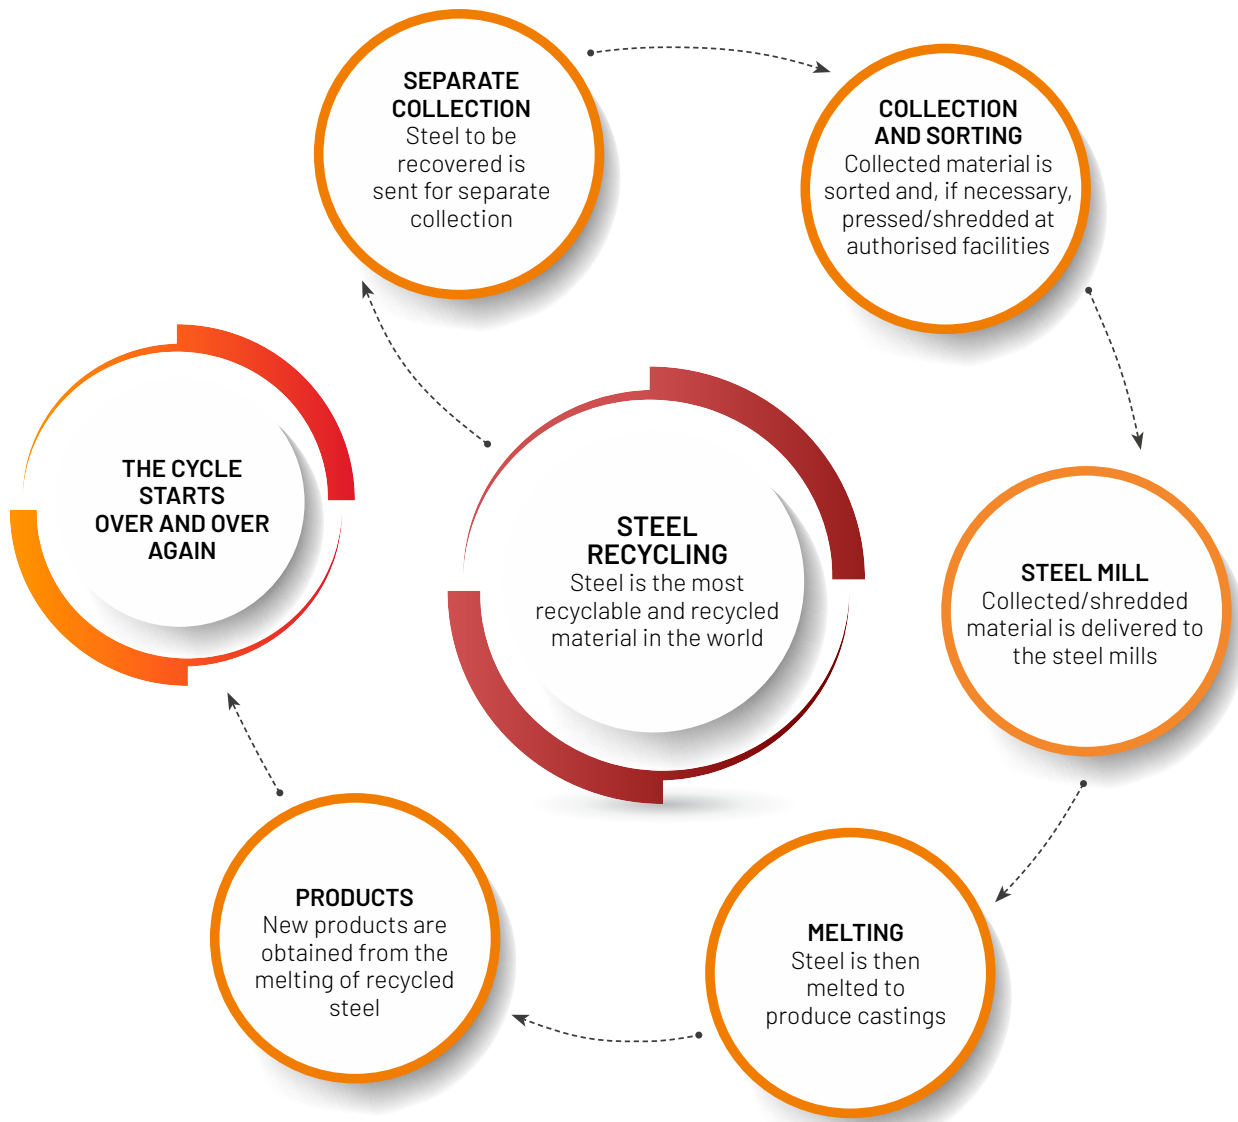 SEPARATE
COLLECTION
Steel to be
recovered is
sent for separate
collection
COLLECTION
AND SORTING
Collected material is
sorted and, if necessary,
pressed/shredded at
authorised facilities
THE CYCLE
STARTS
OVER AND OVER
AGAIN
STEEL
RECYCLING
Steel is the most
recyclable and recycled
material in the world
STEEL MILL
Collected/shredded
material is delivered to
the steel mills
PRODUCTS
New products are
obtained from the
melting of recycled
steel
MELTING
Steel is then
melted to
produce castings